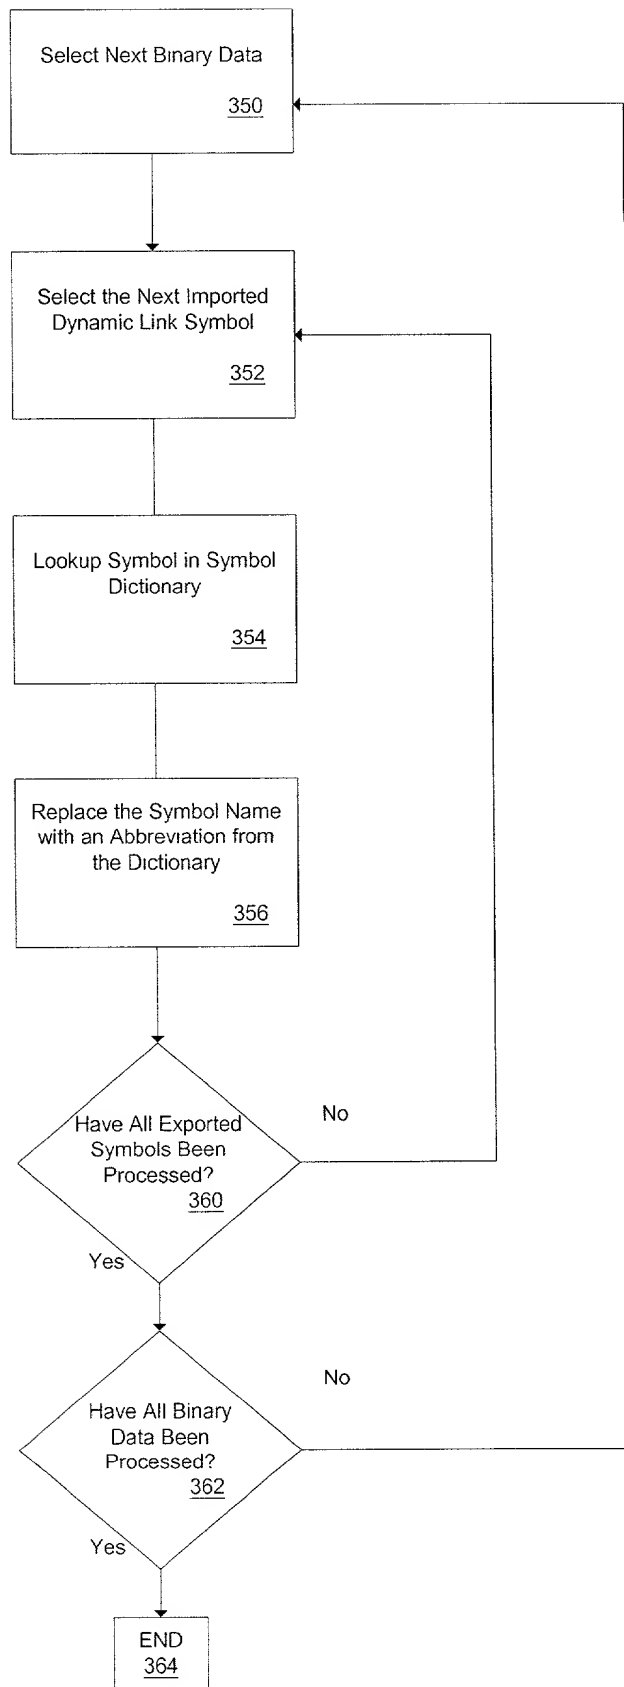 Select Next Binary Data
350
Select the Next Imported
Dynamic Link Symbol
352
Lookup Symbol in Symbol
Dictionary
354
Replace the Symbol Name
with an Abbreviation from
the Dictionary
356
Have All Exported
Symbols Been
Processed?
360
No
Yes
Have All Binary
Data Been
Processed?
362
No
Yes
END
364